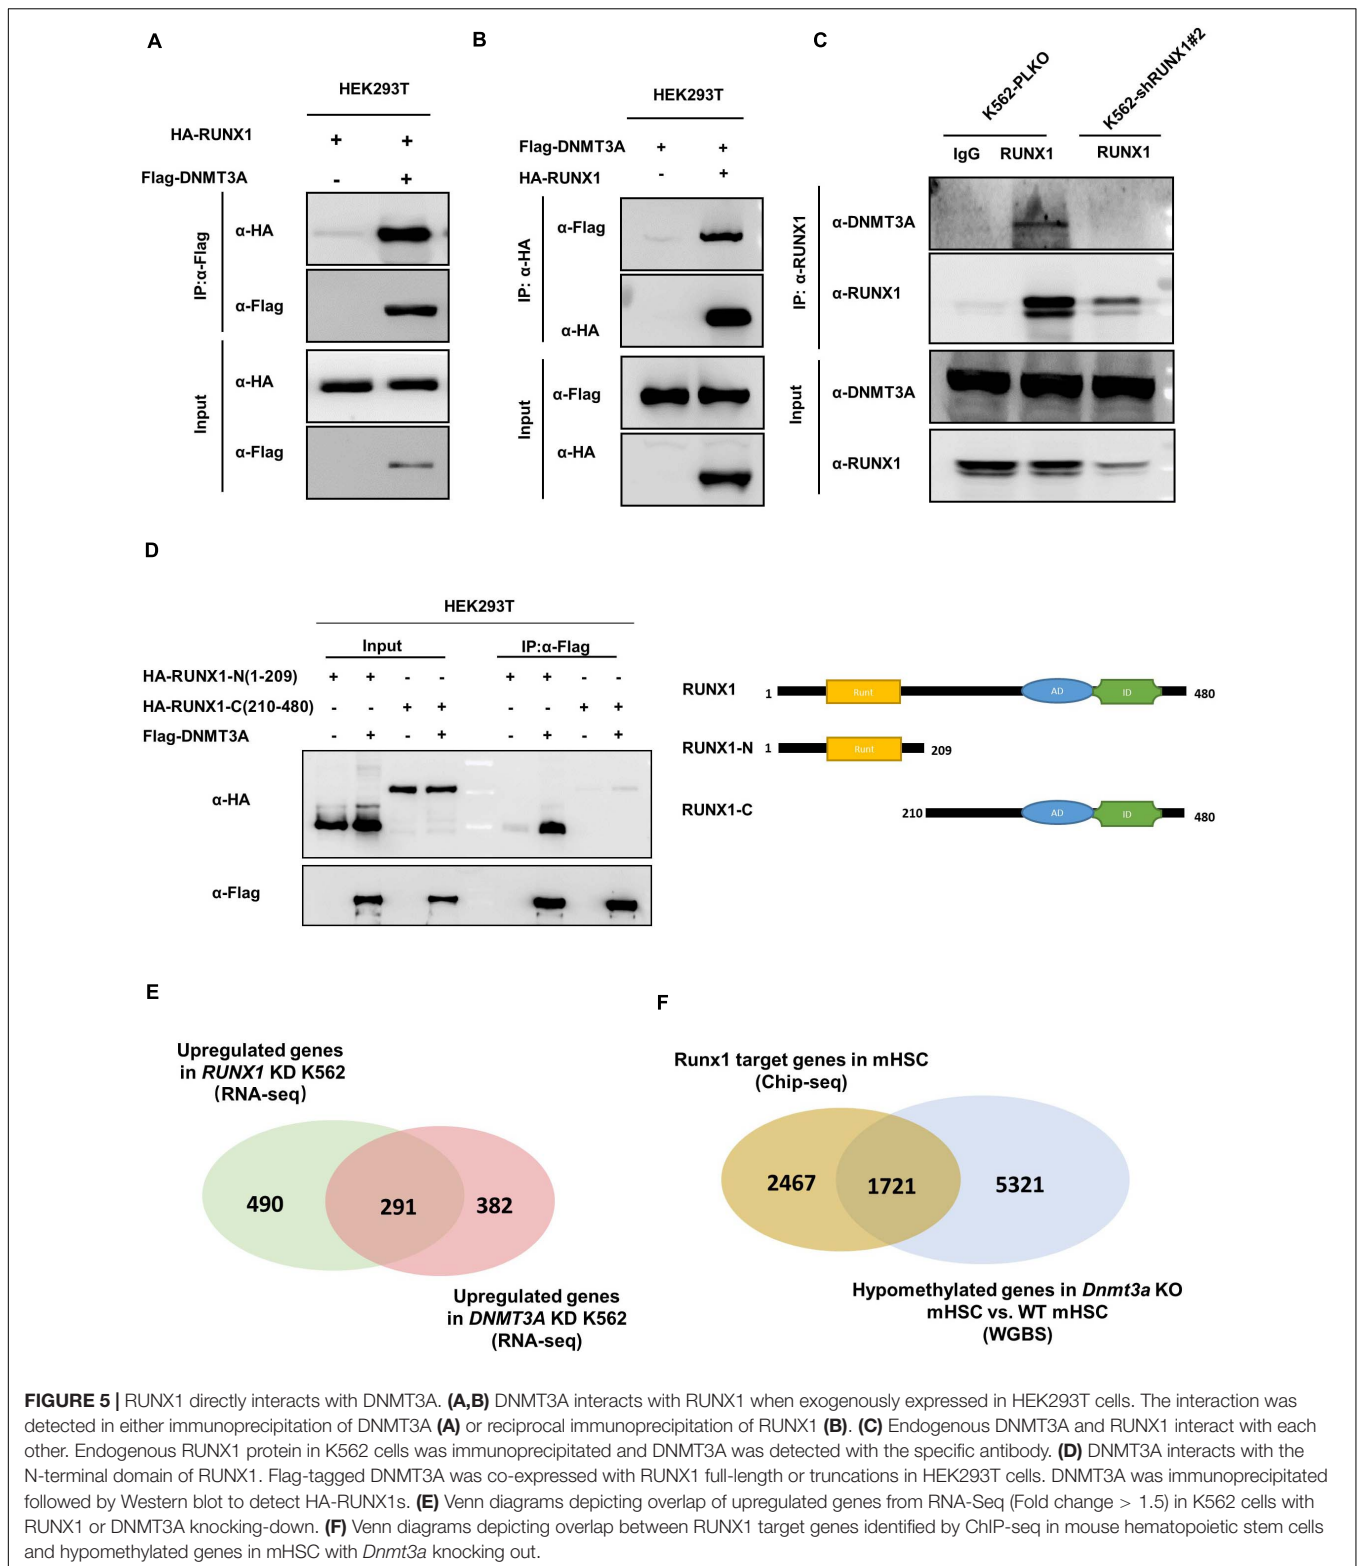 A
HEK293T
HA-RUNX1 + +
Flag-DNMT3A - +
IP:α-Flag
α-HA
α-Flag
Input
α-HA
α-Flag
B
HEK293T
Flag-DNMT3A + +
HA-RUNX1 - +
IP: α-HA
α-Flag
α-HA
Input
α-Flag
α-HA
C
K562-PLKO
K562-shRUNX1#2
IgG RUNX1 RUNX1
IP: α-RUNX1
α-DNMT3A
α-RUNX1
Input
α-DNMT3A
α-RUNX1
D
HEK293T
Input IP:α-Flag
HA-RUNX1-N(1-209) + + - - + + - -
HA-RUNX1-C(210-480) - - + + - - + +
Flag-DNMT3A - + - + - + - +
α-HA
α-Flag
RUNX1 1 Runt AD ID 480
RUNX1-N 1 Runt 209
RUNX1-C 210 AD ID 480
E
Upregulated genes
in RUNX1 KD K562
(RNA-seq)
490 291 382
Upregulated genes
in DNMT3A KD K562
(RNA-seq)
F
Runx1 target genes in mHSC
(Chip-seq)
2467 1721 5321
Hypomethylated genes in Dnmt3a KO
mHSC vs. WT mHSC
(WGBS)
FIGURE 5 | RUNX1 directly interacts with DNMT3A. (A,B) DNMT3A interacts with RUNX1 when exogenously expressed in HEK293T cells. The interaction was
detected in either immunoprecipitation of DNMT3A (A) or reciprocal immunoprecipitation of RUNX1 (B). (C) Endogenous DNMT3A and RUNX1 interact with each
other. Endogenous RUNX1 protein in K562 cells was immunoprecipitated and DNMT3A was detected with the specific antibody. (D) DNMT3A interacts with the
N-terminal domain of RUNX1. Flag-tagged DNMT3A was co-expressed with RUNX1 full-length or truncations in HEK293T cells. DNMT3A was immunoprecipitated
followed by Western blot to detect HA-RUNX1s. (E) Venn diagrams depicting overlap of upregulated genes from RNA-Seq (Fold change > 1.5) in K562 cells with
RUNX1 or DNMT3A knocking-down. (F) Venn diagrams depicting overlap between RUNX1 target genes identified by ChIP-seq in mouse hematopoietic stem cells
and hypomethylated genes in mHSC with Dnmt3a knocking out.